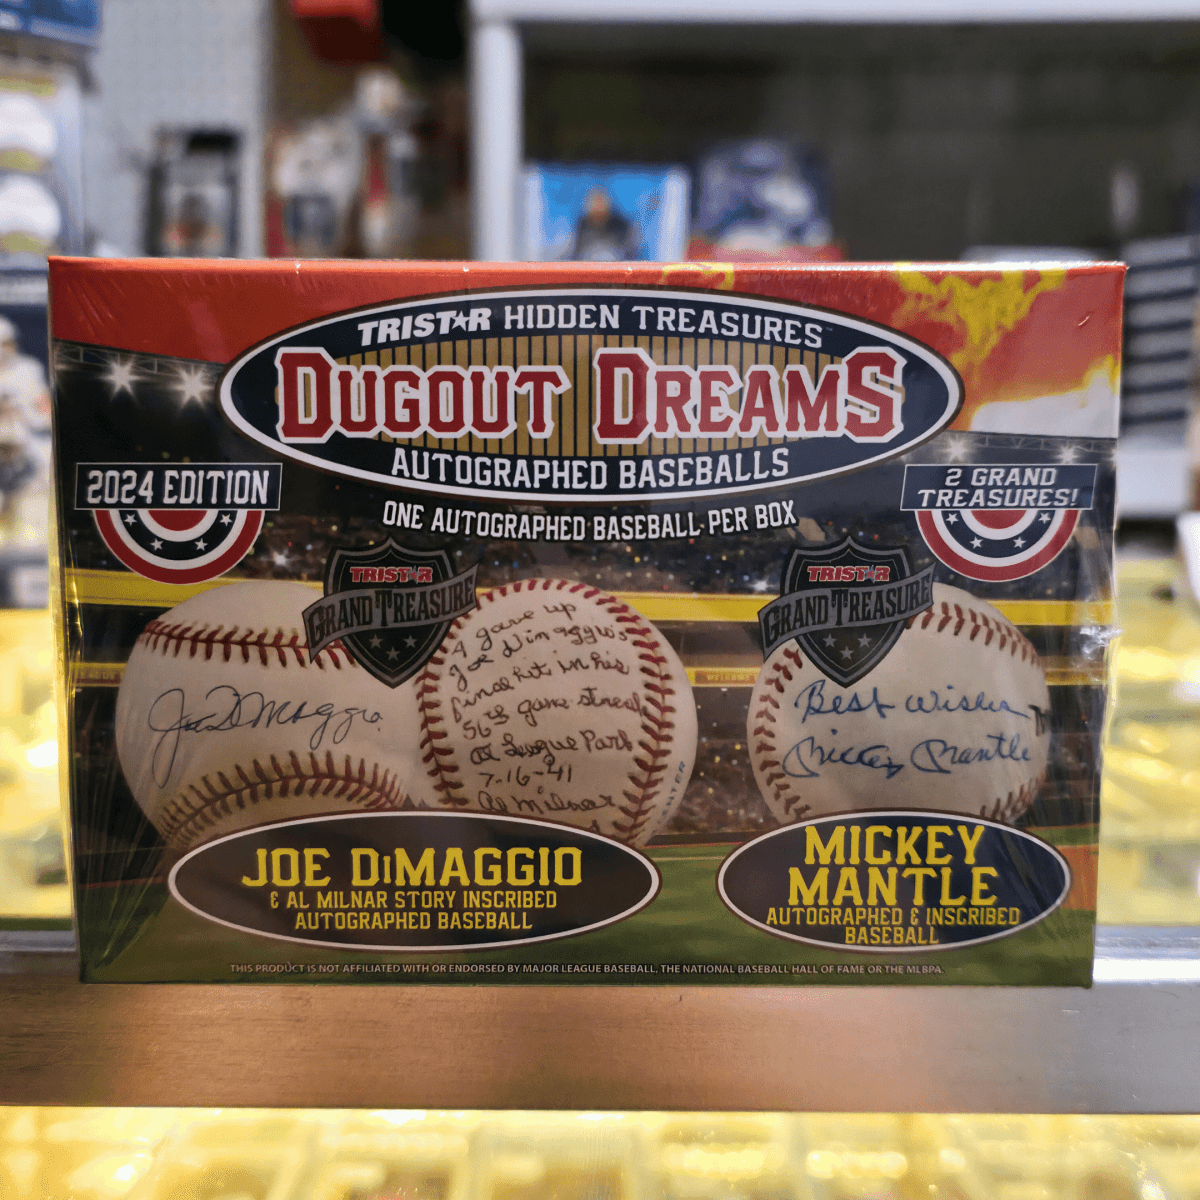 TRISTAR HIDDEN TREASURES
DUGOUT DREAMS
AUTOGRAPHED BASEBALLS
ONE AUTOGRAPHED BASEBALL PER BOX
2024 EDITION
2 GRAND
TREASURES!
TRISTAR
GRAND TREASURE
TRISTAR
GRAND TREASURE
Joe DiMaggio
I gave up
Joe Dimaggio's
final hit in his
56 game streak
at League Park
7-16-41
Al Milnar
Best Wishes
Mickey Mantle
JOE DiMAGGIO
& AL MILNAR STORY INSCRIBED
AUTOGRAPHED BASEBALL
MICKEY
MANTLE
AUTOGRAPHED & INSCRIBED
BASEBALL
THIS PRODUCT IS NOT AFFILIATED WITH OR ENDORSED BY MAJOR LEAGUE BASEBALL, THE NATIONAL BASEBALL HALL OF FAME OR THE MLBPA.